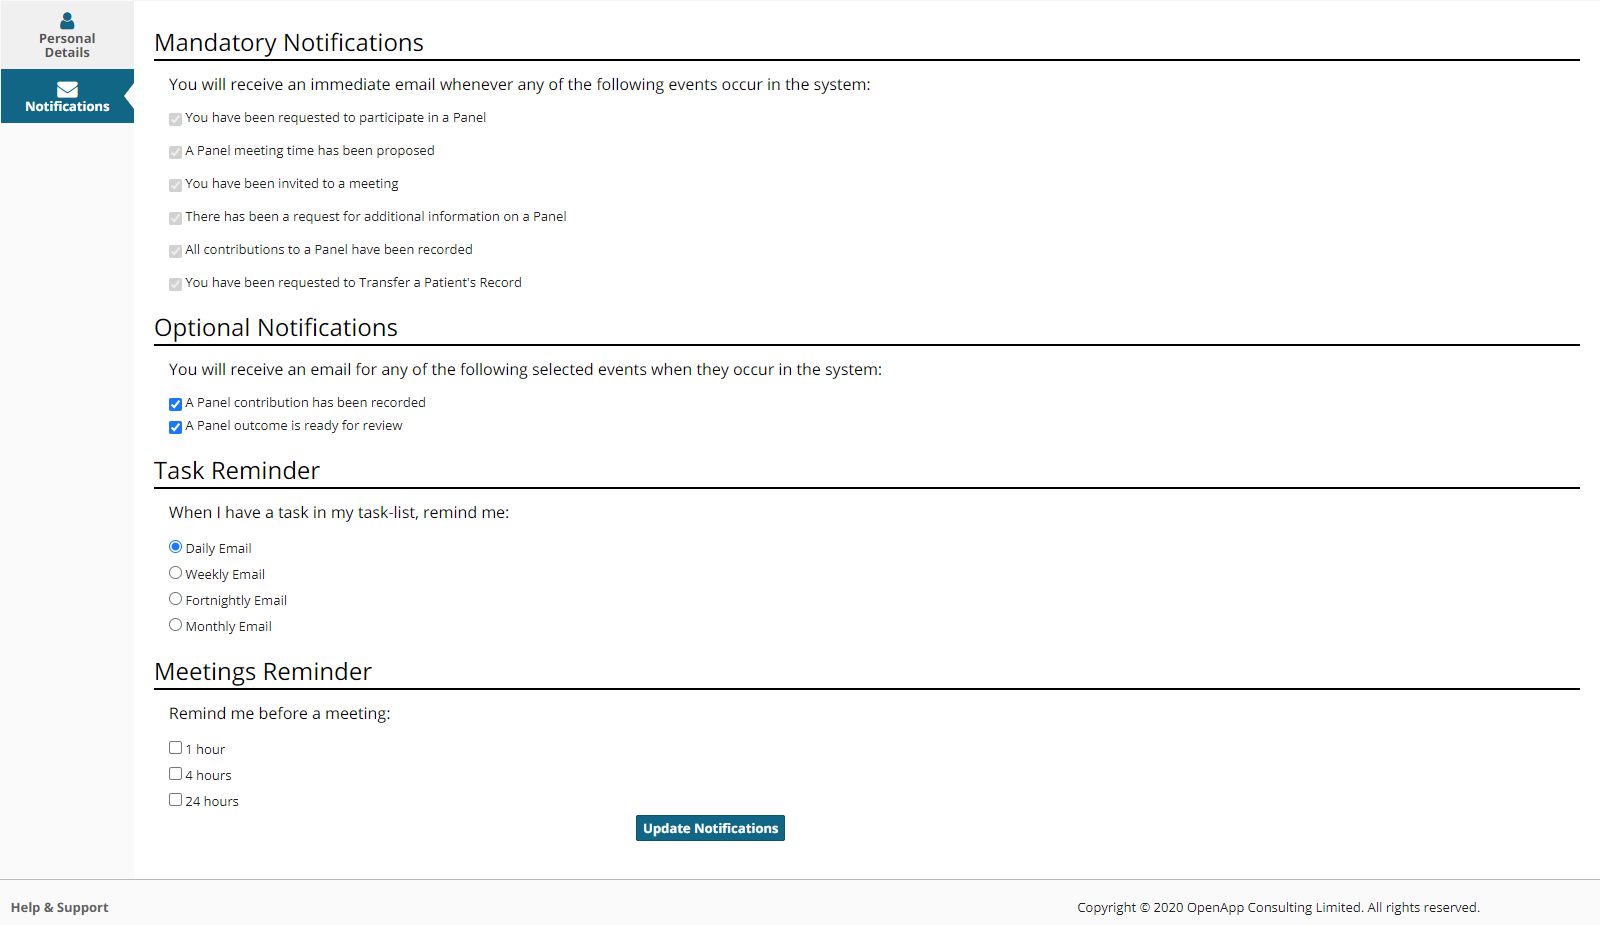 Personal
Details
Notifications
Mandatory Notifications
You will receive an immediate email whenever any of the following events occur in the system:
You have been requested to participate in a Panel
A Panel meeting time has been proposed
You have been invited to a meeting
There has been a request for additional information on a Panel
All contributions to a Panel have been recorded
You have been requested to Transfer a Patient's Record
Optional Notifications
You will receive an email for any of the following selected events when they occur in the system:
A Panel contribution has been recorded
A Panel outcome is ready for review
Task Reminder
When I have a task in my task-list, remind me:
Daily Email
Weekly Email
Fortnightly Email
Monthly Email
Meetings Reminder
Remind me before a meeting:
1 hour
4 hours
24 hours
Update Notifications
Help & Support
Copyright © 2020 OpenApp Consulting Limited. All rights reserved.